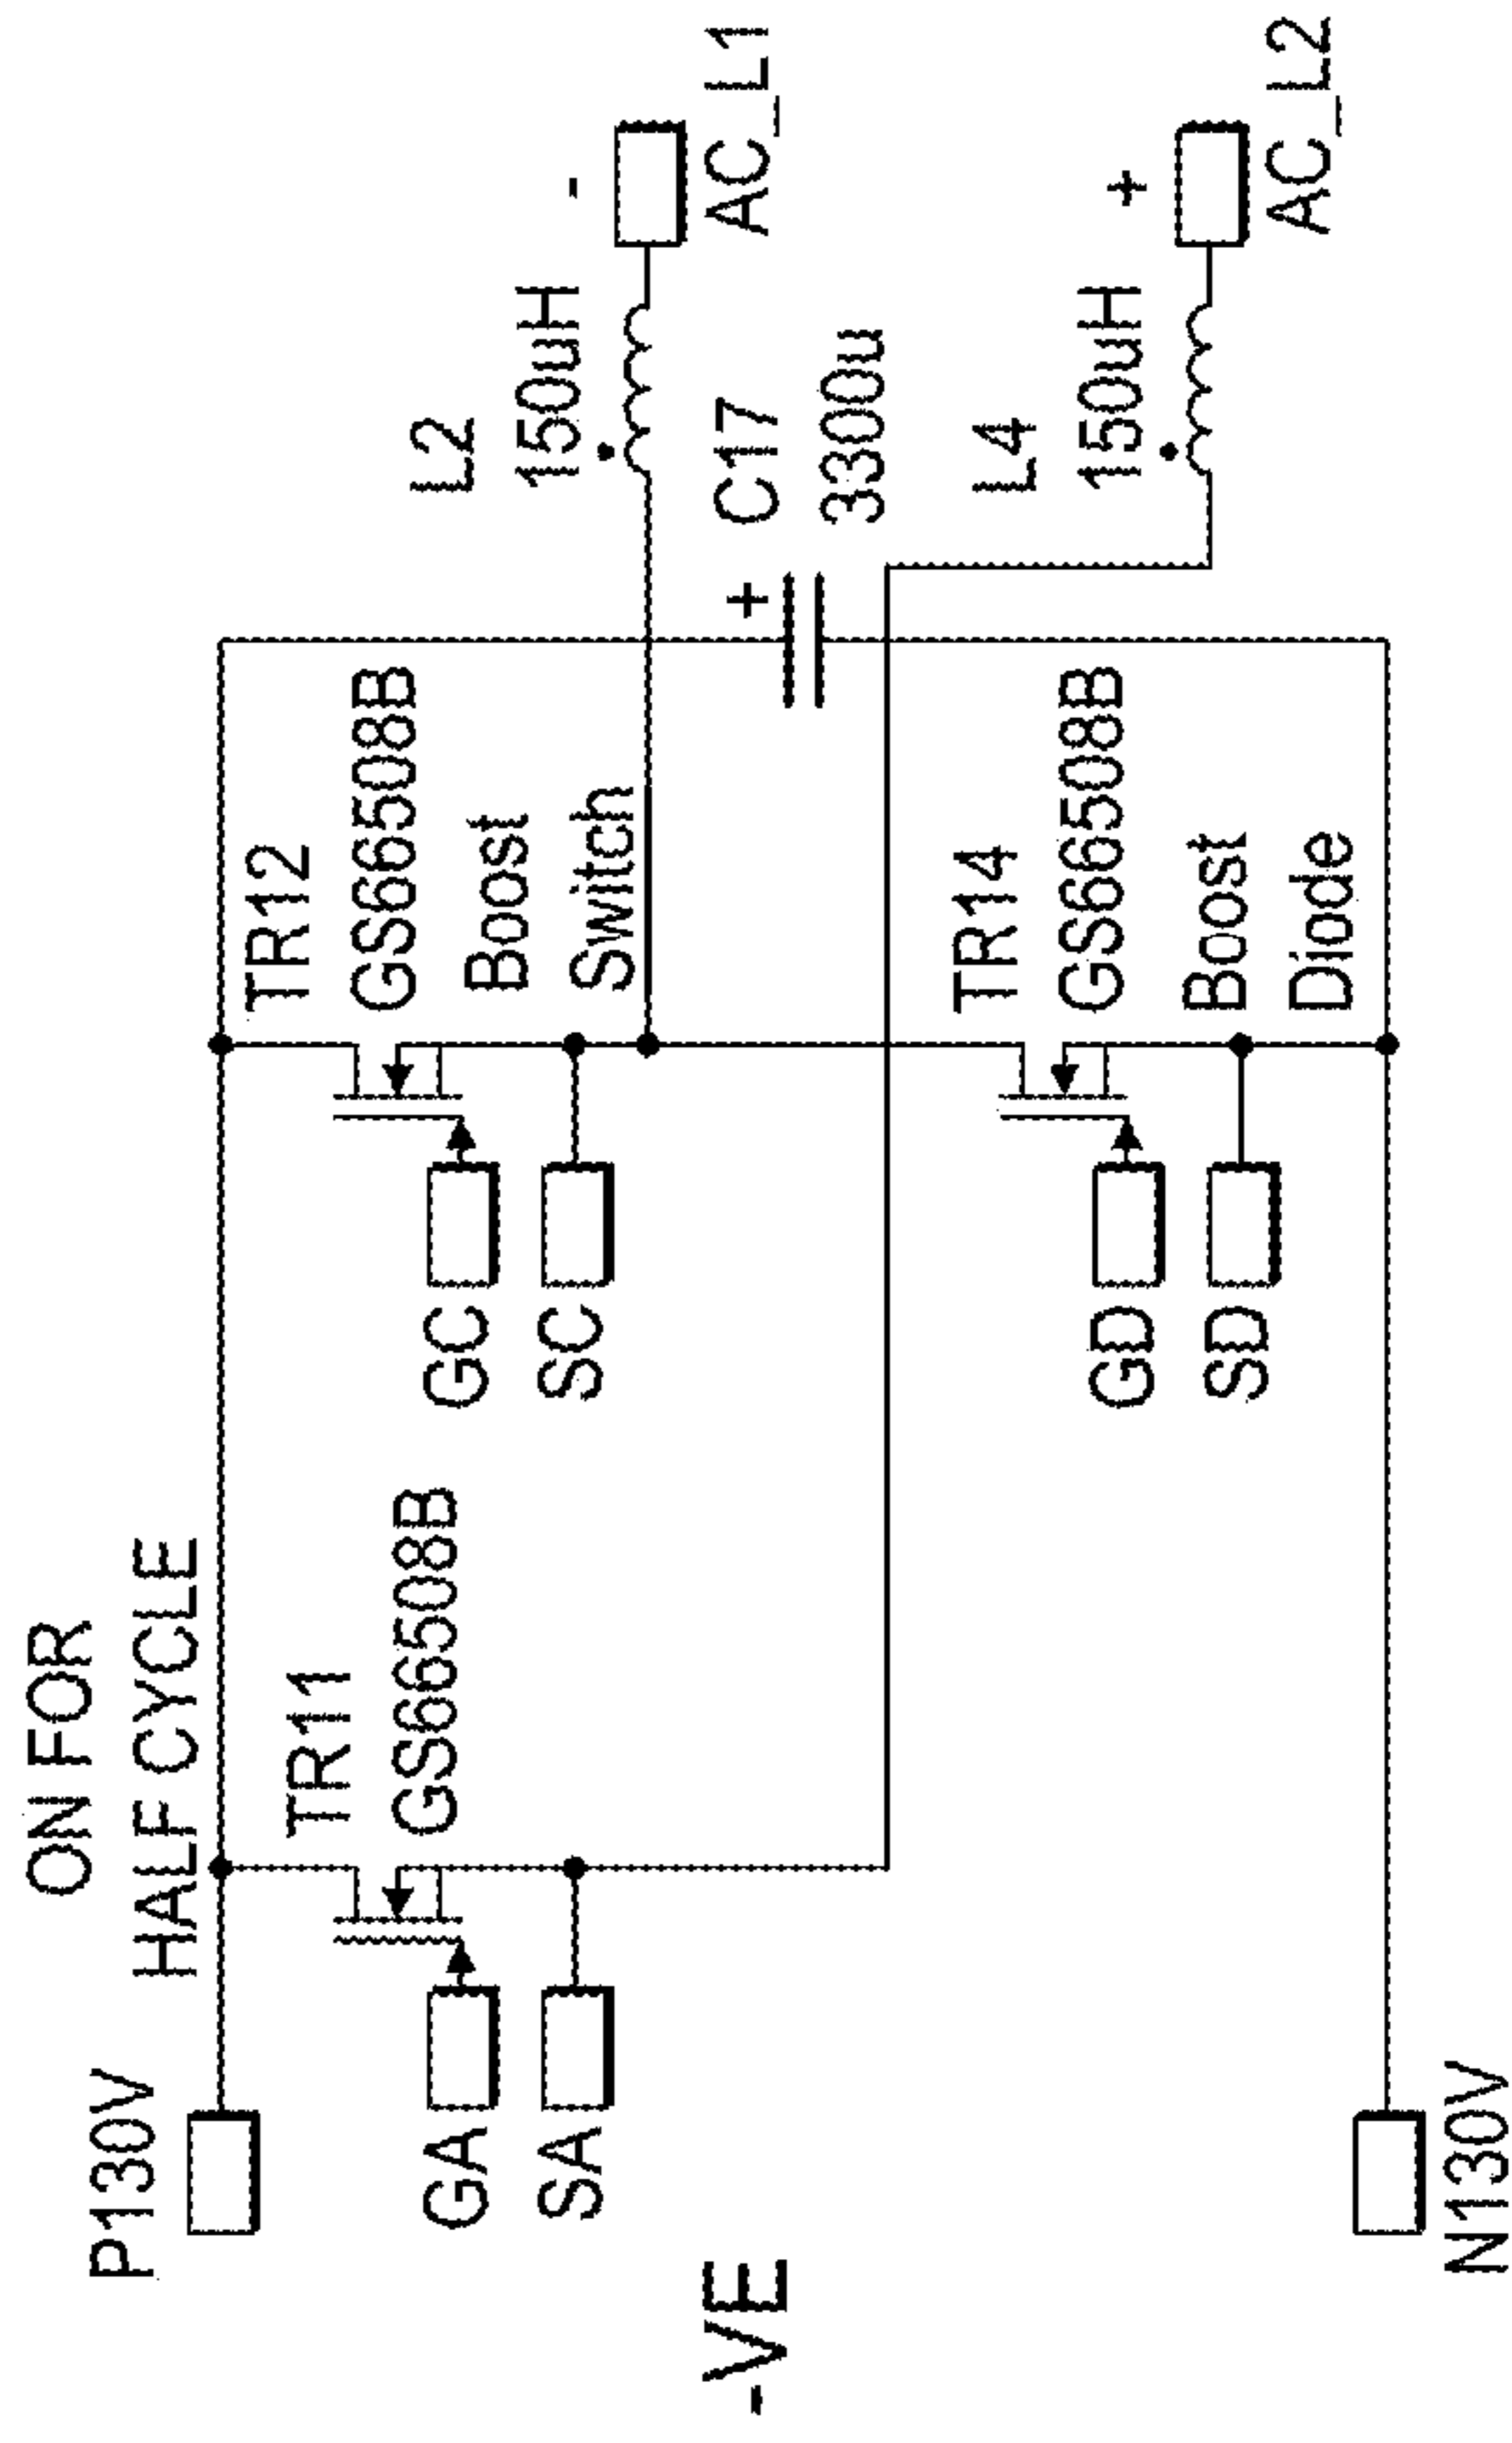 ON FOR
HALF CYCLE
P130V
TR11
GS66508B
GA
SA
TR12
GS66508B
Boost
Switch
GC
SC
L2
150uH
-
AC_L1
C17
3300u
+
-VE
L4
150uH
+
AC_L2
TR14
GS66508B
Boost
Diode
GD
SD
N130V